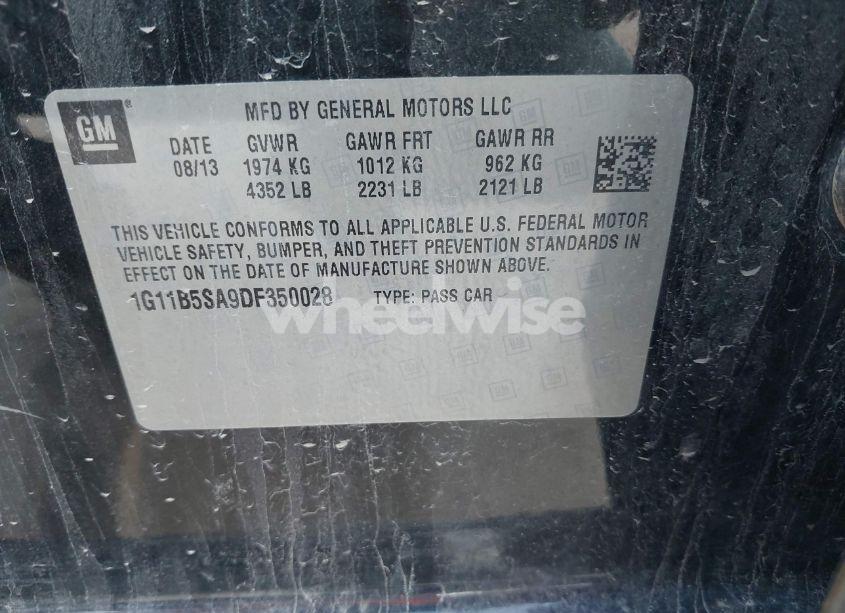 GM
®
MFD BY GENERAL MOTORS LLC
DATE GVWR GAWR FRT GAWR RR
08/13 1974 KG 1012 KG 962 KG
4352 LB 2231 LB 2121 LB
THIS VEHICLE CONFORMS TO ALL APPLICABLE U.S. FEDERAL MOTOR
VEHICLE SAFETY, BUMPER, AND THEFT PREVENTION STANDARDS IN
EFFECT ON THE DATE OF MANUFACTURE SHOWN ABOVE.
1G11B5SA9DF350028 TYPE: PASS CAR
wheelwise